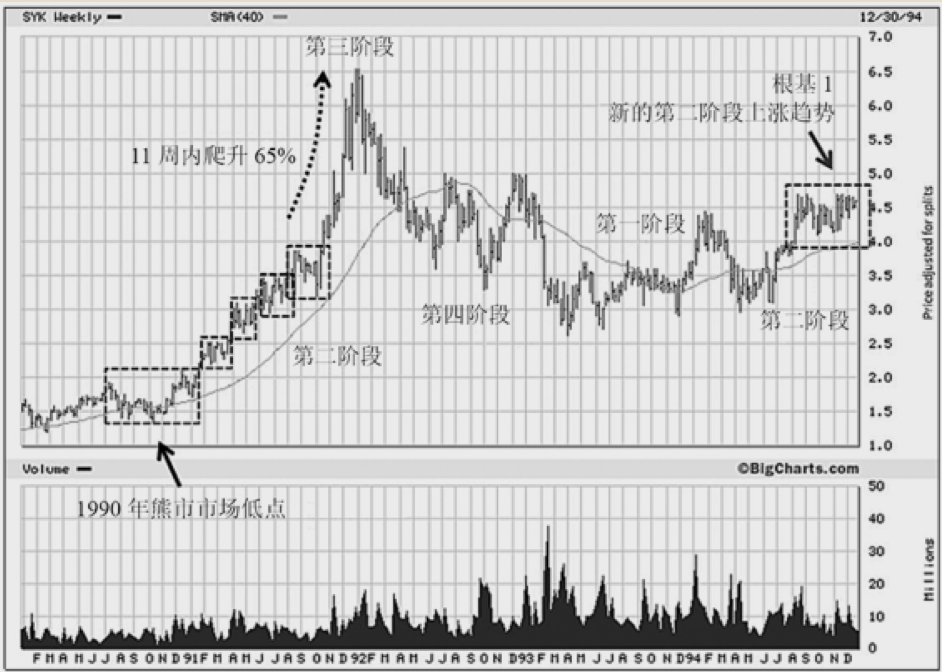 SYK Weekly
SMA(40)
12/30/94
第三阶段
7.0
6.5
根基 1
6.0
新的第二阶段上涨趋势
5.5
11 周内爬升 65%
5.0
4.5
第一阶段
4.0
3.5
第四阶段
3.0
第二阶段
第二阶段
2.5
2.0
1.5
1.0
Price adjusted for splits
Volume
©BigCharts.com
1990 年熊市市场低点
50
40
30
20
10
0
Millions
F M A M J J A S O N D 91 F M A M J J A S O N D 92 F M A M J J A S O N D 93 F M A M J J A S O N D 94 F M A M J J A S O N D